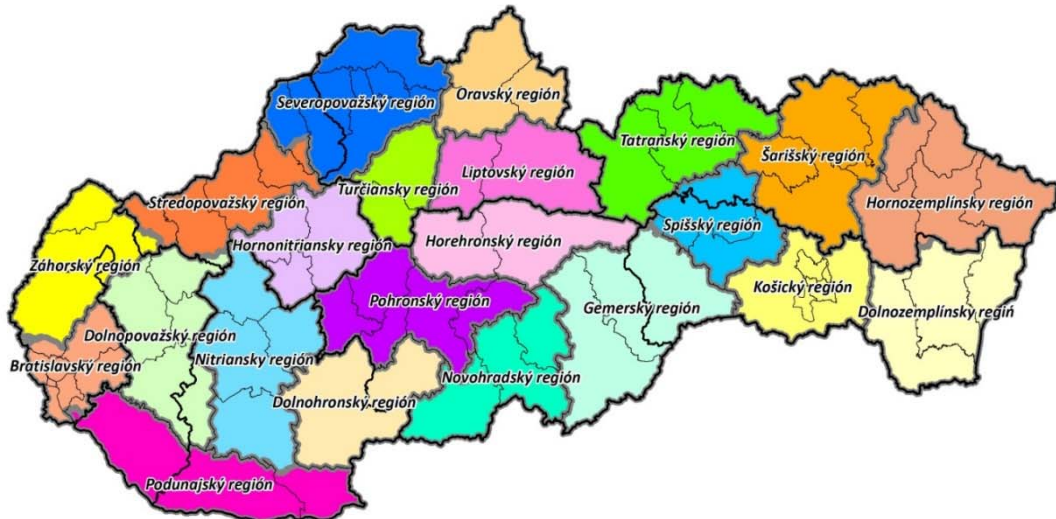 Oravský región
Severopovažský región
Tatranský región
Šarišský región
Liptovský región
Turčiansky región
Stredopovažský región
Hornozemplínsky región
Spišský región
Horehronský región
Hornonitriansky región
Záhorský región
Košický región
Pohronský región
Gemerský región
Dolnozemplínsky regiń
Dolnopovažský región
Nitriansky región
Bratislavský región
Novohradský región
Dolnohronský región
Podunajský región